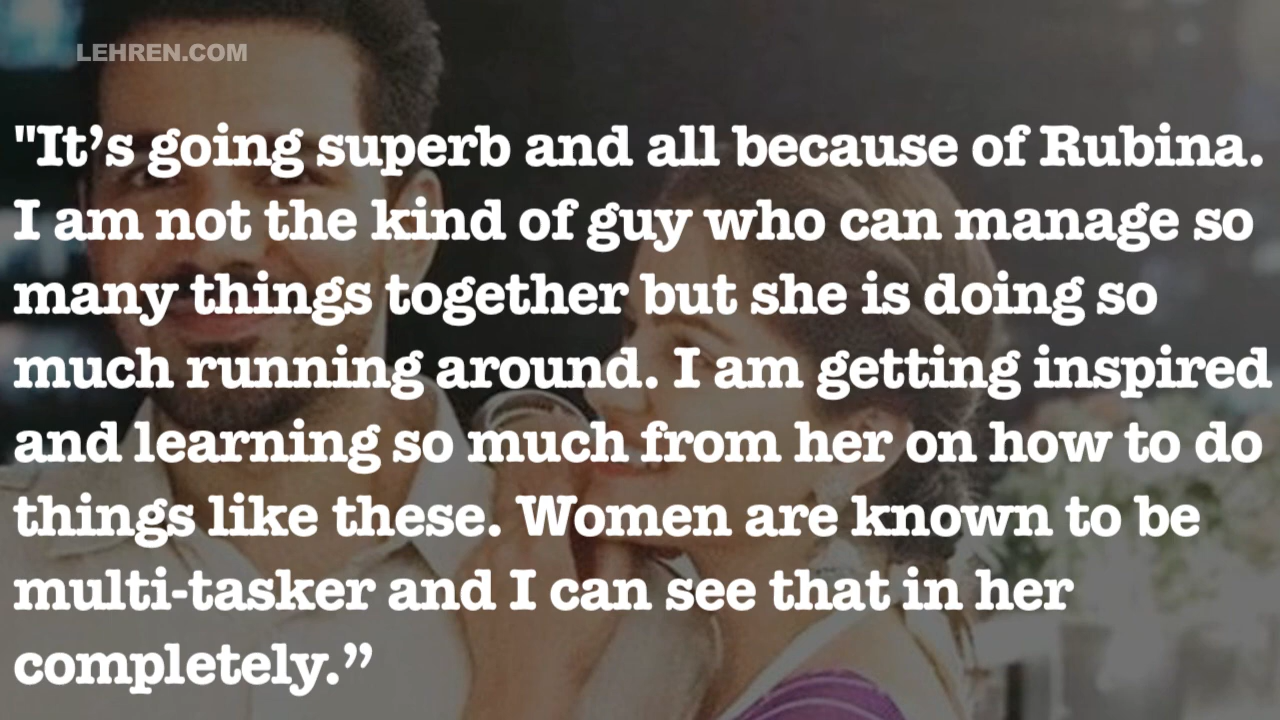 LEHREN.COM
"It’s going superb and all because of Rubina.
I am not the kind of guy who can manage so
many things together but she is doing so
much running around. I am getting inspired
and learning so much from her on how to do
things like these. Women are known to be
multi-tasker and I can see that in her
completely.”